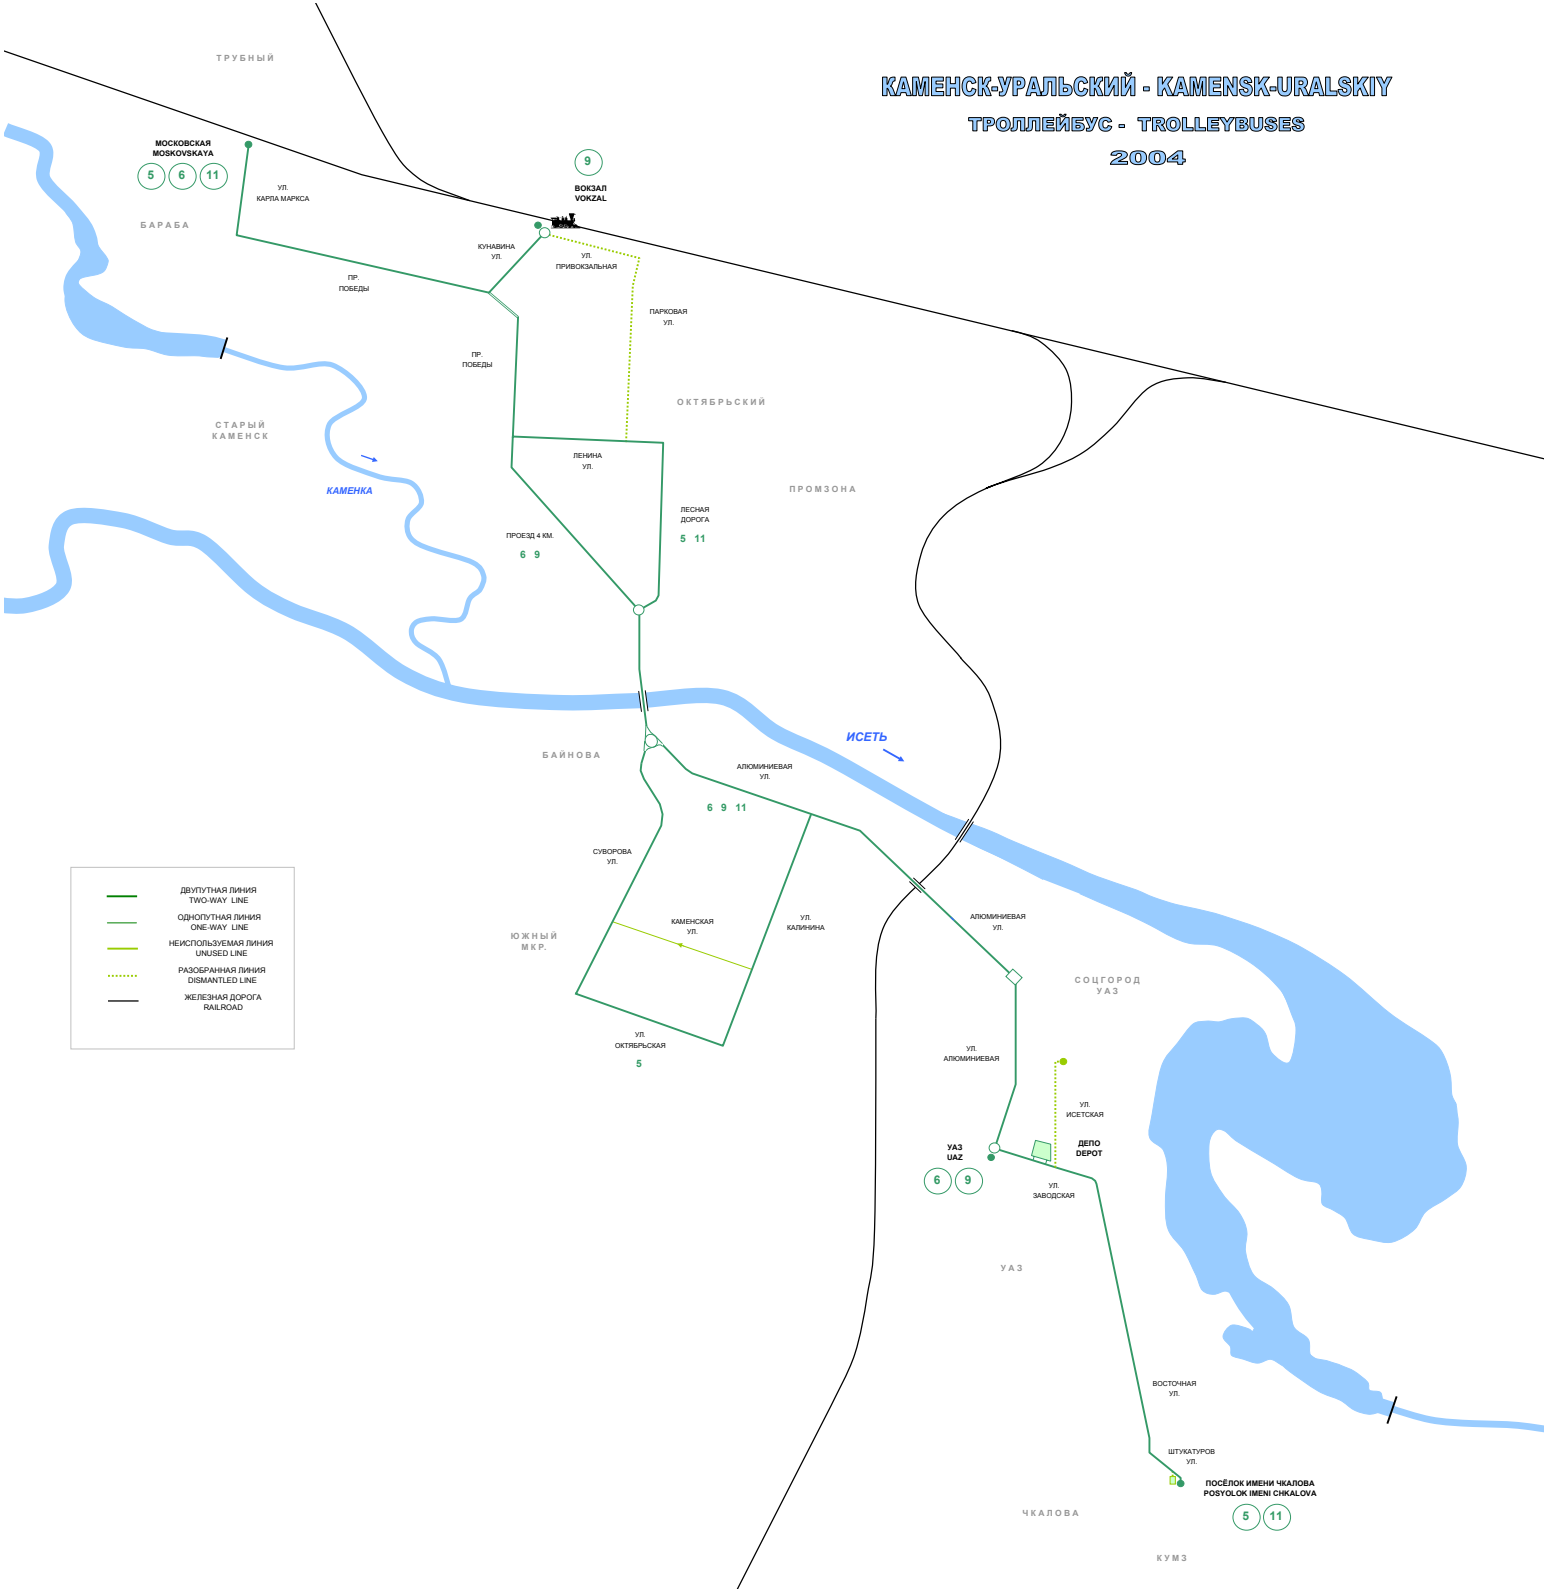 КАМЕНСК-УРАЛЬСКИЙ - KAMENSK-URALSKIY
ТРОЛЛЕЙБУС - TROLLEYBUSES
2004
ТРУБНЫЙ
МОСКОВСКАЯ
MOSKOVSKAYA
5 6 11
УЛ.
КАРЛА МАРКСА
БАРАБА
9
ВОКЗАЛ
VOKZAL
КУНАВИНА
УЛ.
УЛ.
ПРИВОКЗАЛЬНАЯ
ПР.
ПОБЕДЫ
ПАРКОВАЯ
УЛ.
ПР.
ПОБЕДЫ
ОКТЯБРЬСКИЙ
СТАРЫЙ
КАМЕНСК
ЛЕНИНА
УЛ.
КАМЕНКА
ПРОМЗОНА
ЛЕСНАЯ
ДОРОГА
5 11
ПРОЕЗД 4 КМ.
6 9
ИСЕТЬ
БАЙНОВА
АЛЮМИНИЕВАЯ
УЛ.
6 9 11
СУВОРОВА
УЛ.
КАМЕНСКАЯ
УЛ.
УЛ.
КАЛИНИНА
АЛЮМИНИЕВАЯ
УЛ.
ЮЖНЫЙ
МКР.
ДВУПУТНАЯ ЛИНИЯ
TWO-WAY LINE
ОДНОПУТНАЯ ЛИНИЯ
ONE-WAY LINE
НЕИСПОЛЬЗУЕМАЯ ЛИНИЯ
UNUSED LINE
РАЗОБРАННАЯ ЛИНИЯ
DISMANTLED LINE
ЖЕЛЕЗНАЯ ДОРОГА
RAILROAD
СОЦГОРОД
УАЗ
УЛ.
ОКТЯБРЬСКАЯ
5
УЛ.
АЛЮМИНИЕВАЯ
УЛ.
ИСЕТСКАЯ
УАЗ
UAZ
6 9
ДЕПО
DEPOT
УЛ.
ЗАВОДСКАЯ
УАЗ
ВОСТОЧНАЯ
УЛ.
ШТУКАТУРОВ
УЛ.
ПОСЁЛОК ИМЕНИ ЧКАЛОВА
POSYOLOK IMENI CHKALOVA
5 11
ЧКАЛОВА
КУМЗ